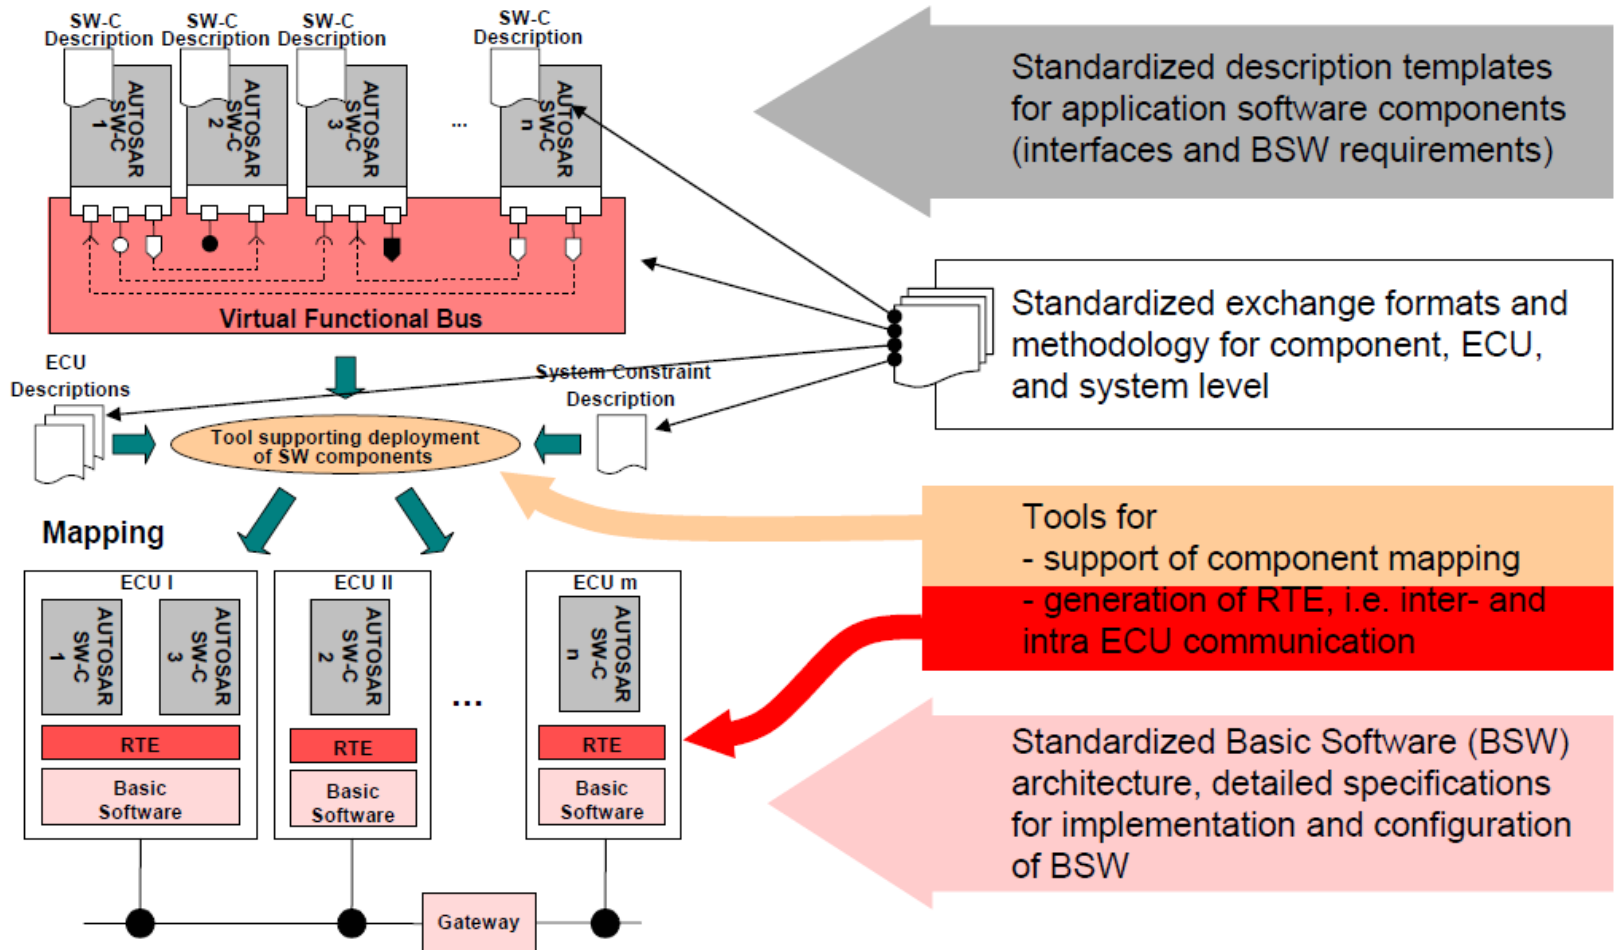 SW-C
Description
SW-C
Description
SW-C
Description
SW-C
Description
AUTOSAR
SW-C
1
AUTOSAR
SW-C
2
AUTOSAR
SW-C
3
...
AUTOSAR
SW-C
n
Virtual Functional Bus
Standardized description templates
for application software components
(interfaces and BSW requirements)
Standardized exchange formats and
methodology for component, ECU,
and system level
ECU
Descriptions
System Constraint
Description
Tool supporting deployment
of SW components
Tools for
- support of component mapping
- generation of RTE, i.e. inter- and
intra ECU communication
Mapping
ECU I
AUTOSAR
SW-C
1
AUTOSAR
SW-C
3
RTE
Basic
Software
ECU II
AUTOSAR
SW-C
2
RTE
Basic
Software
...
ECU m
AUTOSAR
SW-C
n
RTE
Basic
Software
Gateway
Standardized Basic Software (BSW)
architecture, detailed specifications
for implementation and configuration
of BSW